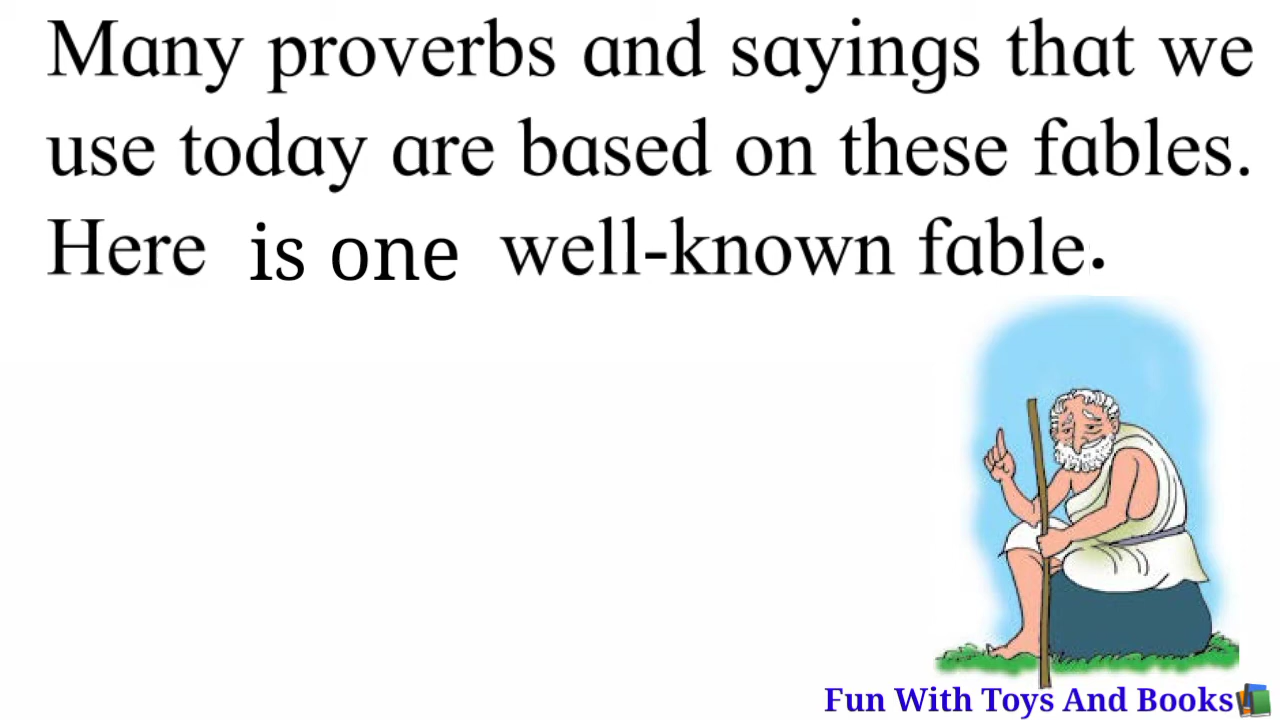 Many proverbs and sayings that we
use today are based on these fables.
Here is one well-known fable.
Fun With Toys And Books